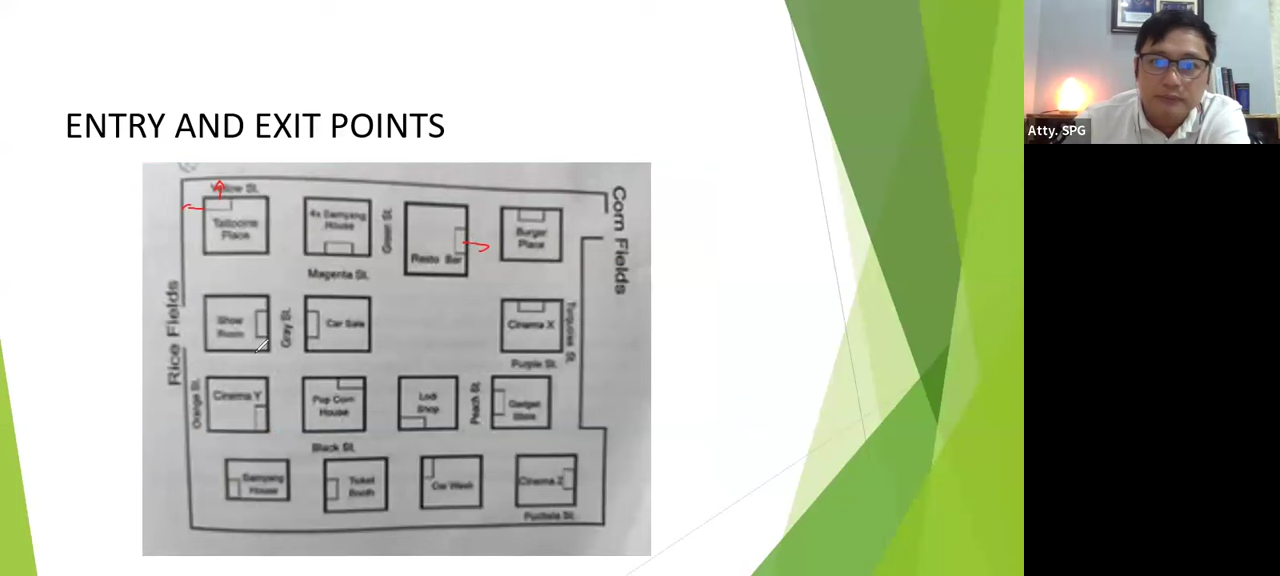 ENTRY AND EXIT POINTS
Yellow St.
Corn Fields
Tattooine
Place
4x Sampang
House
Green St.
Resto Bar
Burger
Place
Magenta St.
Rice Fields
Show
Room
Gray St.
Car Sale
Cinema X
Turquoise St.
Purple St.
Orange St.
Cinema Y
Pop Corn
House
Lodi
Shop
Peach St.
Gadget
Store
Black St.
Sampang
House
Ticket
Booth
Car Wash
Cinema Z
Fuchsia St.
Atty. SPG